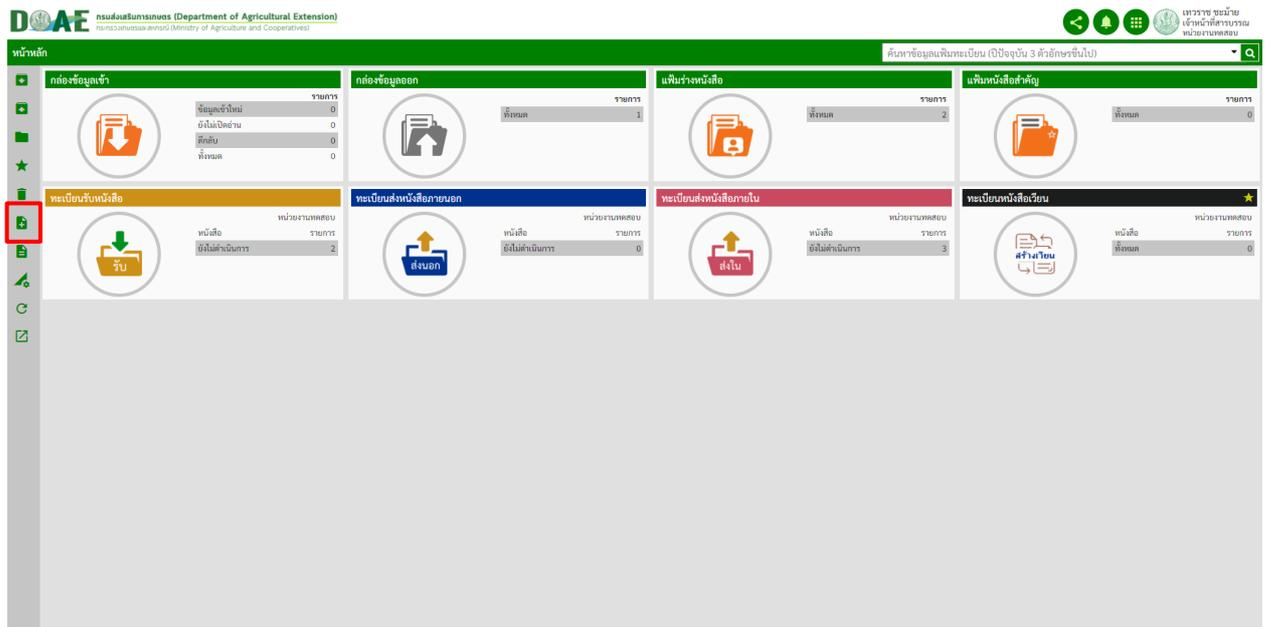 DOAE กรมส่งเสริมการเกษตร (Department of Agricultural Extension)
กระทรวงเกษตรและสหกรณ์ (Ministry of Agriculture and Cooperatives)
เทวราช ชะม้าย
เจ้าหน้าที่สารบรรณ
หน่วยงานทดสอบ
หน้าหลัก
ค้นหาข้อมูลแฟ้มทะเบียน (ปีปัจจุบัน 3 ตัวอักษรขึ้นไป)
กล่องข้อมูลเข้า
รายการ
ข้อมูลเข้าใหม่ 0
ยังไม่เปิดอ่าน 0
ตีกลับ 0
ทั้งหมด 0
กล่องข้อมูลออก
รายการ
ทั้งหมด 1
แฟ้มร่างหนังสือ
รายการ
ทั้งหมด 2
แฟ้มหนังสือสำคัญ
รายการ
ทั้งหมด 0
ทะเบียนรับหนังสือ
หน่วยงานทดสอบ
หนังสือ รายการ
ยังไม่ดำเนินการ 2
รับ
ทะเบียนส่งหนังสือภายนอก
หน่วยงานทดสอบ
หนังสือ รายการ
ยังไม่ดำเนินการ 0
ส่งนอก
ทะเบียนส่งหนังสือภายใน
หน่วยงานทดสอบ
หนังสือ รายการ
ยังไม่ดำเนินการ 3
ส่งใน
ทะเบียนหนังสือเวียน
หน่วยงานทดสอบ
หนังสือ รายการ
ทั้งหมด 0
สร้างเวียน